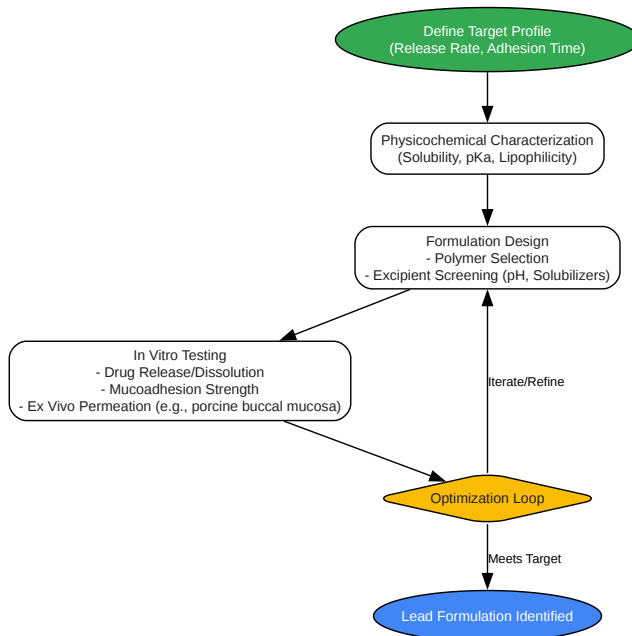 Define Target Profile
(Release Rate, Adhesion Time)
Physicochemical Characterization
(Solubility, pKa, Lipophilicity)
Formulation Design
- Polymer Selection
- Excipient Screening (pH, Solubilizers)
In Vitro Testing
- Drug Release/Dissolution
- Mucoadhesion Strength
- Ex Vivo Permeation (e.g., porcine buccal mucosa)
Iterate/Refine
Optimization Loop
Meets Target
Lead Formulation Identified